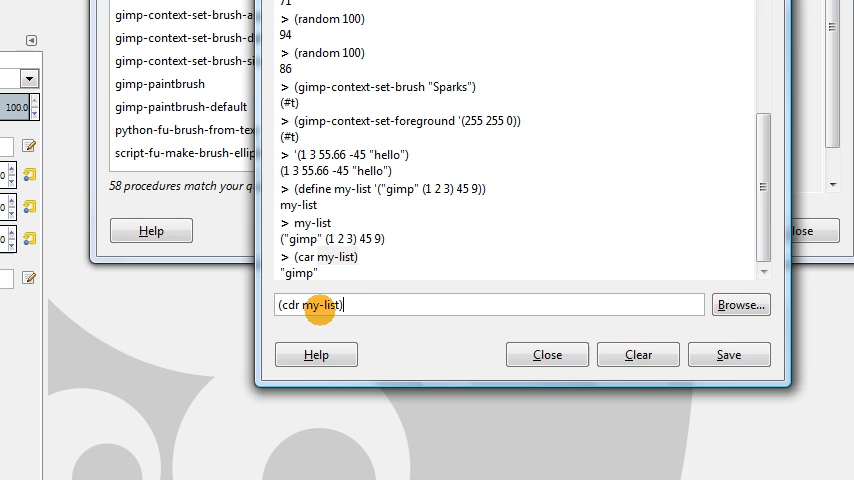 gimp-context-set-brush-a
gimp-context-set-brush-d
gimp-context-set-brush-si
gimp-paintbrush
gimp-paintbrush-default
python-fu-brush-from-tex
script-fu-make-brush-ellip
58 procedures match your q
Help
lose
100.0
71
> (random 100)
94
> (random 100)
86
> (gimp-context-set-brush "Sparks")
(#t)
> (gimp-context-set-foreground '(255 255 0))
(#t)
> '(1 3 55.66 -45 "hello")
(1 3 55.66 -45 "hello")
> (define my-list '("gimp" (1 2 3) 45 9))
my-list
> my-list
("gimp" (1 2 3) 45 9)
> (car my-list)
"gimp"
(cdr my-list)
Browse...
Help
Close
Clear
Save